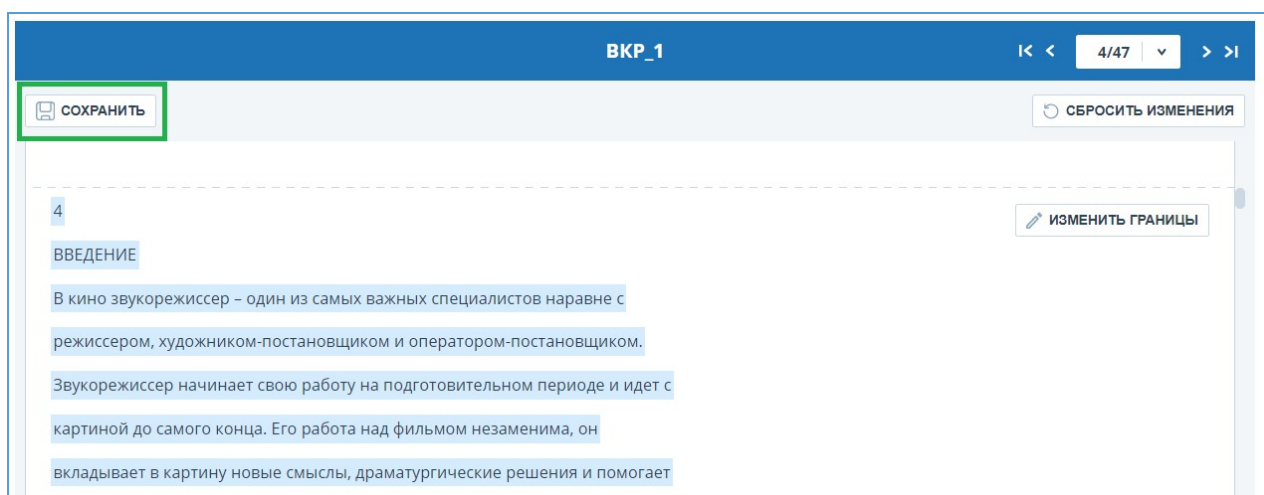 ВКР_1
4/47
СОХРАНИТЬ
СБРОСИТЬ ИЗМЕНЕНИЯ
4
ИЗМЕНИТЬ ГРАНИЦЫ
ВВЕДЕНИЕ
В кино звукорежиссер – один из самых важных специалистов наравне с
режиссером, художником-постановщиком и оператором-постановщиком.
Звукорежиссер начинает свою работу на подготовительном периоде и идет с
картиной до самого конца. Его работа над фильмом незаменима, он
вкладывает в картину новые смыслы, драматургические решения и помогает